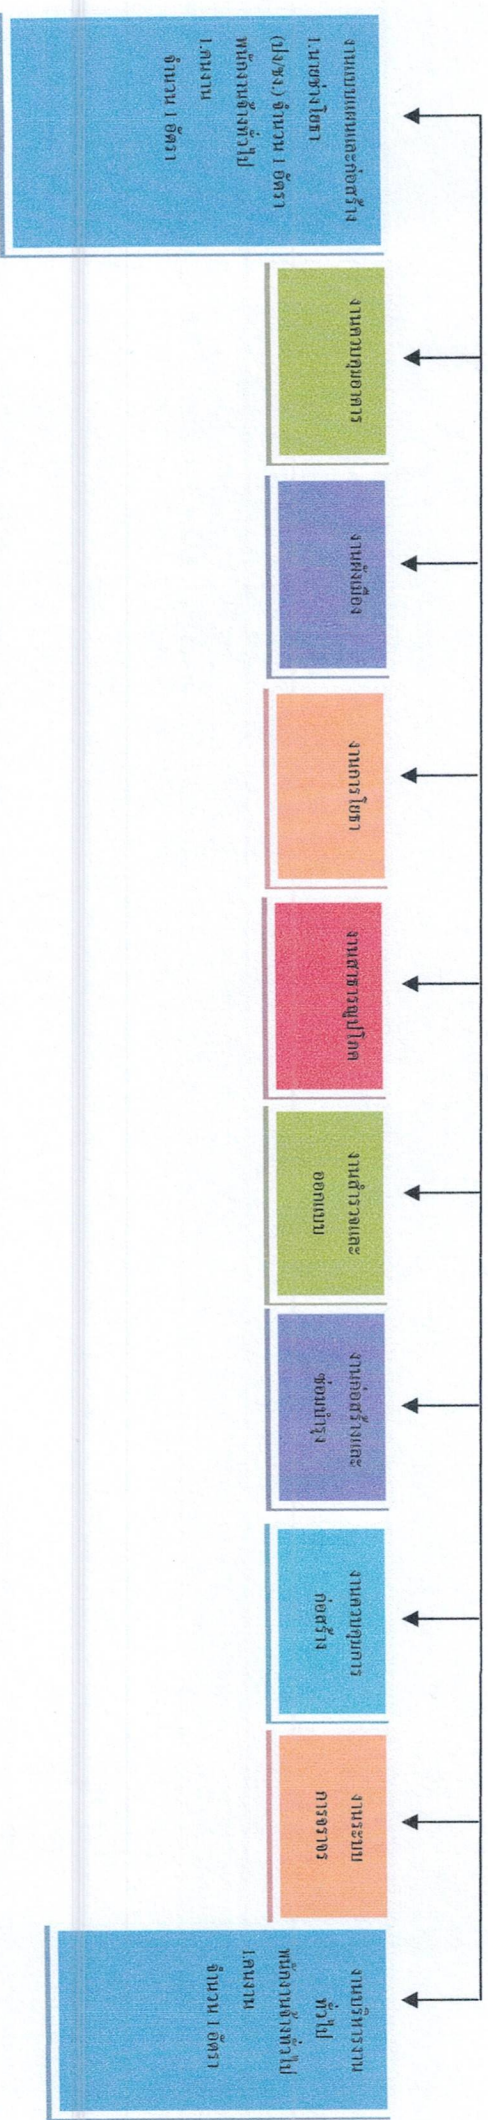 งานแบบแผนและก่อสร้าง
1.นายช่างโยธา
(ปง/ชง.) จำนวน 1 อัตรา
พนักงานจ้างทั่วไป
1.คนงาน
จำนวน 1 อัตรา
งานควบคุมอาคาร
งานผังเมือง
งานการโยธา
งานสาธารณูปโภค
งานสำรวจและ
ออกแบบ
งานก่อสร้างและ
ซ่อมบำรุง
งานควบคุมการ
ก่อสร้าง
งานระบบ
การจราจร
งานบริหารงาน
ทั่วไป
พนักงานจ้างทั่วไป
1.คนงาน
จำนวน 1 อัตรา